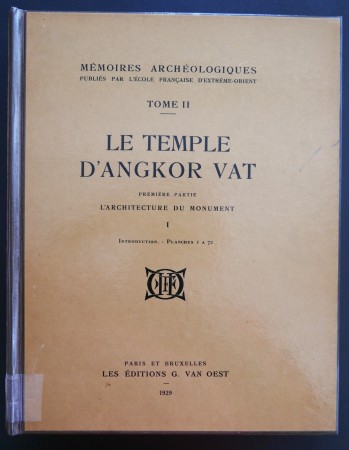 MÉMOIRES ARCHÉOLOGIQUES
PUBLIÉS PAR L'ÉCOLE FRANÇAISE D'EXTRÊME-ORIENT
TOME II
LE TEMPLE
D'ANGKOR VAT
PREMIÈRE PARTIE
L'ARCHITECTURE DU MONUMENT
I
INTRODUCTION. - PLANCHES 1 A 72
PARIS ET BRUXELLES
LES ÉDITIONS G. VAN OEST
1929